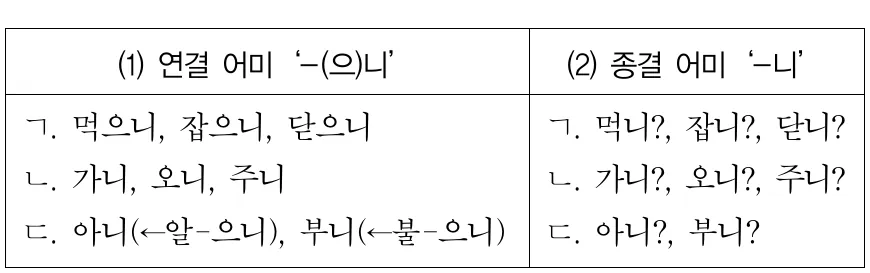 (1) 연결 어미 ‘-(으)니’
(2) 종결 어미 ‘-니’
ㄱ. 먹으니, 잡으니, 닫으니
ㄱ. 먹니?, 잡니?, 닫니?
ㄴ. 가니, 오니, 주니
ㄴ. 가니?, 오니?, 주니?
ㄷ. 아니(←알-으니), 부니(←불-으니)
ㄷ. 아니?, 부니?